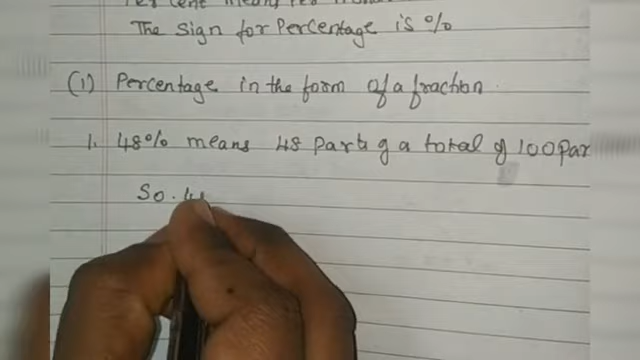 The sign for Percentage is %
(1) Percentage in the form of a fraction
1. 48% means 48 parts of a total of 100 par
So. 4